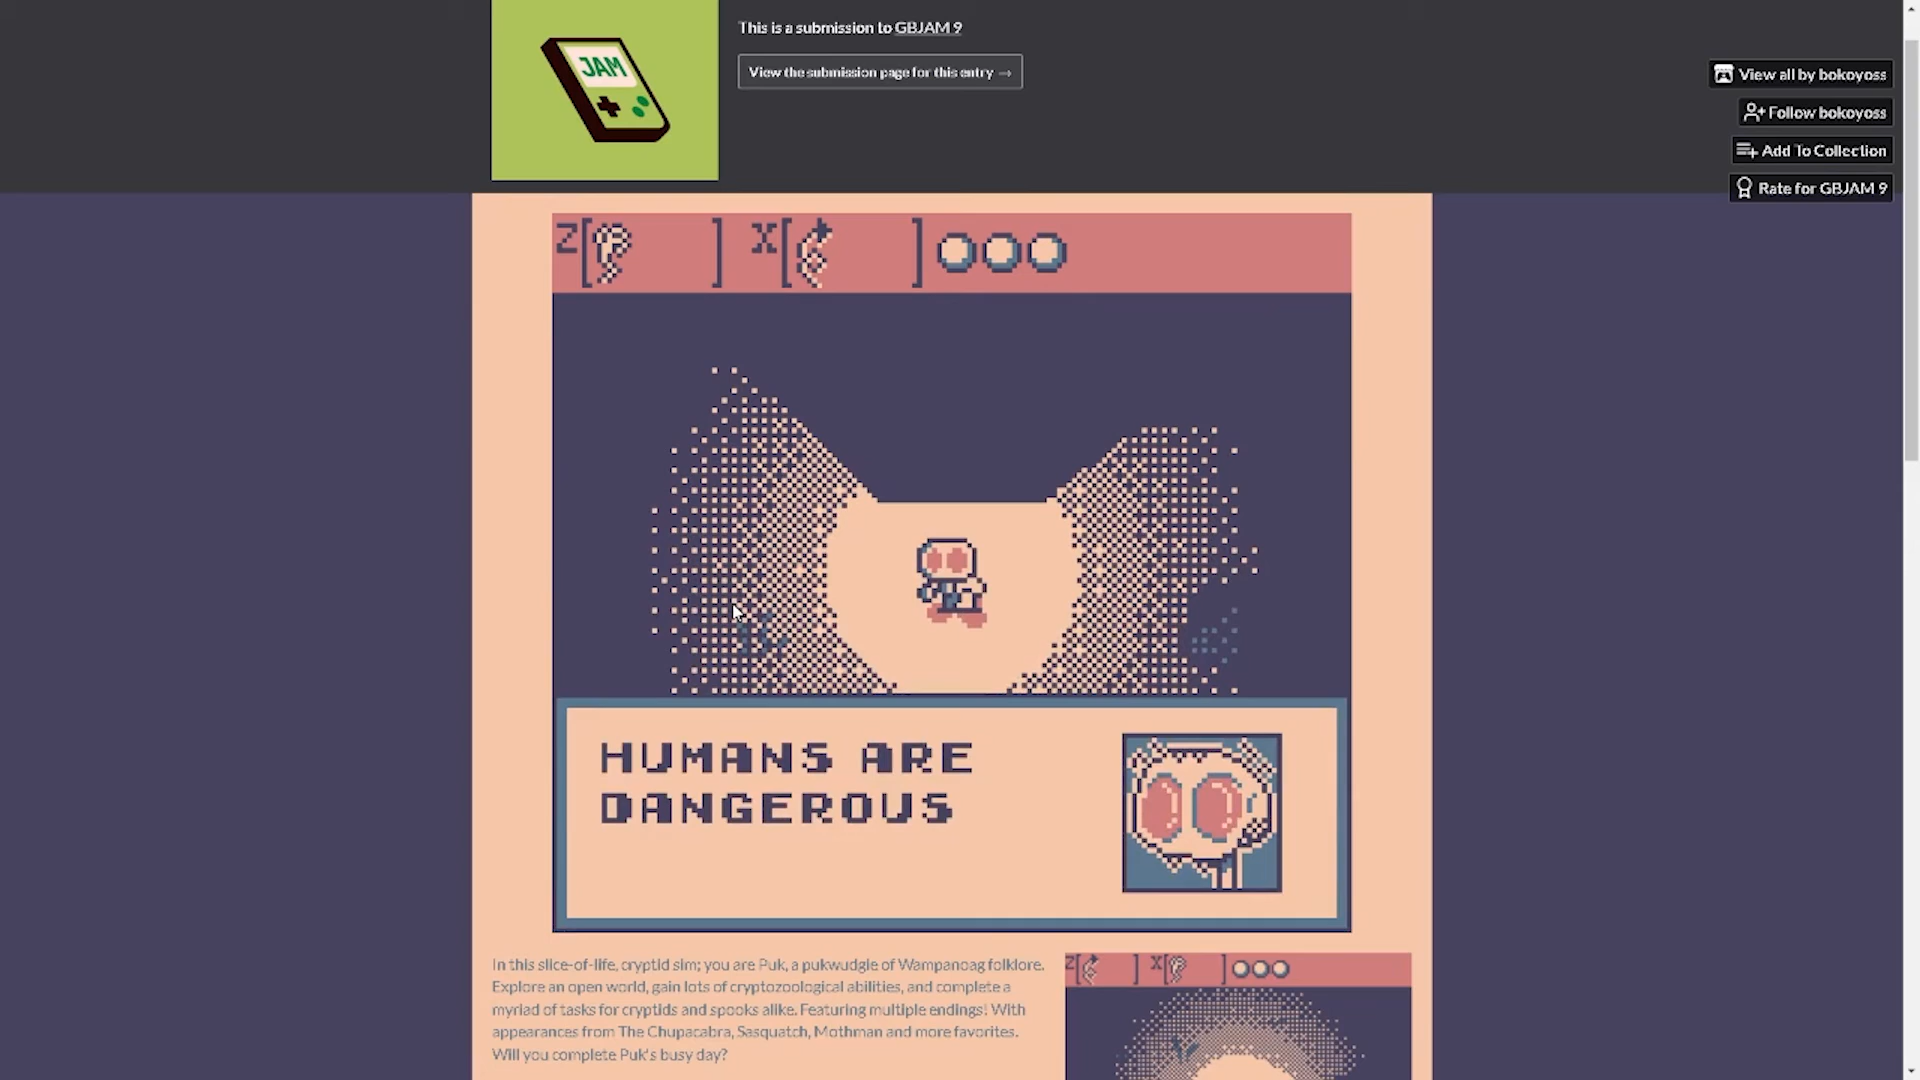 This is a submission to GBJAM 9
JAM
View the submission page for this entry →
View all by bokoyoss
Follow bokoyoss
Add To Collection
Rate for GBJAM 9
Z[ ] X[ ]
HUMANS ARE
DANGEROUS
In this slice-of-life, cryptid sim; you are Puk, a pukwudgie of Wampanoag folklore.
Explore an open world, gain lots of cryptozoological abilities, and complete a
myriad of tasks for cryptids and spooks alike. Featuring multiple endings! With
appearances from The Chupacabra, Sasquatch, Mothman and more favorites.
Will you complete Puk's busy day?
Z[ ] X[ ]